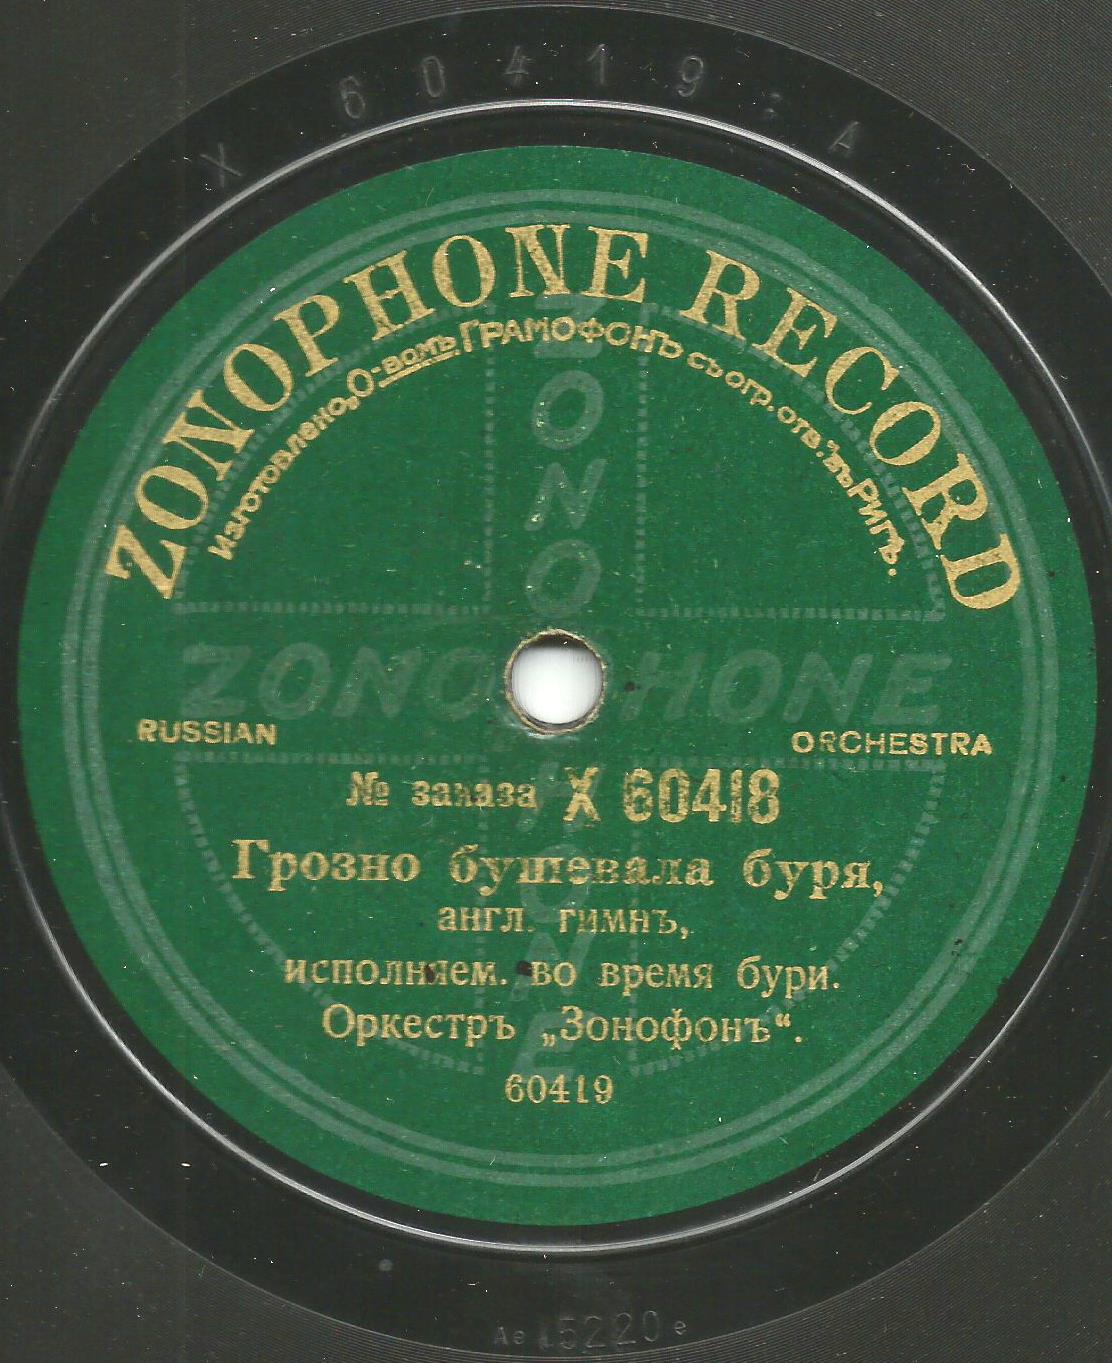 X 60419 : A
ZONOPHONE RECORD
Изготовлено „О-вомъ ГРАМОФОНЪ съ огр. отв.“ въ РИГѢ.
ZONOPHONE
ZONOPHONE
RUSSIAN ORCHESTRA
№ заказа X 60418
Грозно бушевала буря,
англ. гимнъ,
исполняем. во время бури.
Оркестръ „Зонофонъ“.
60419
Ae 15220 e